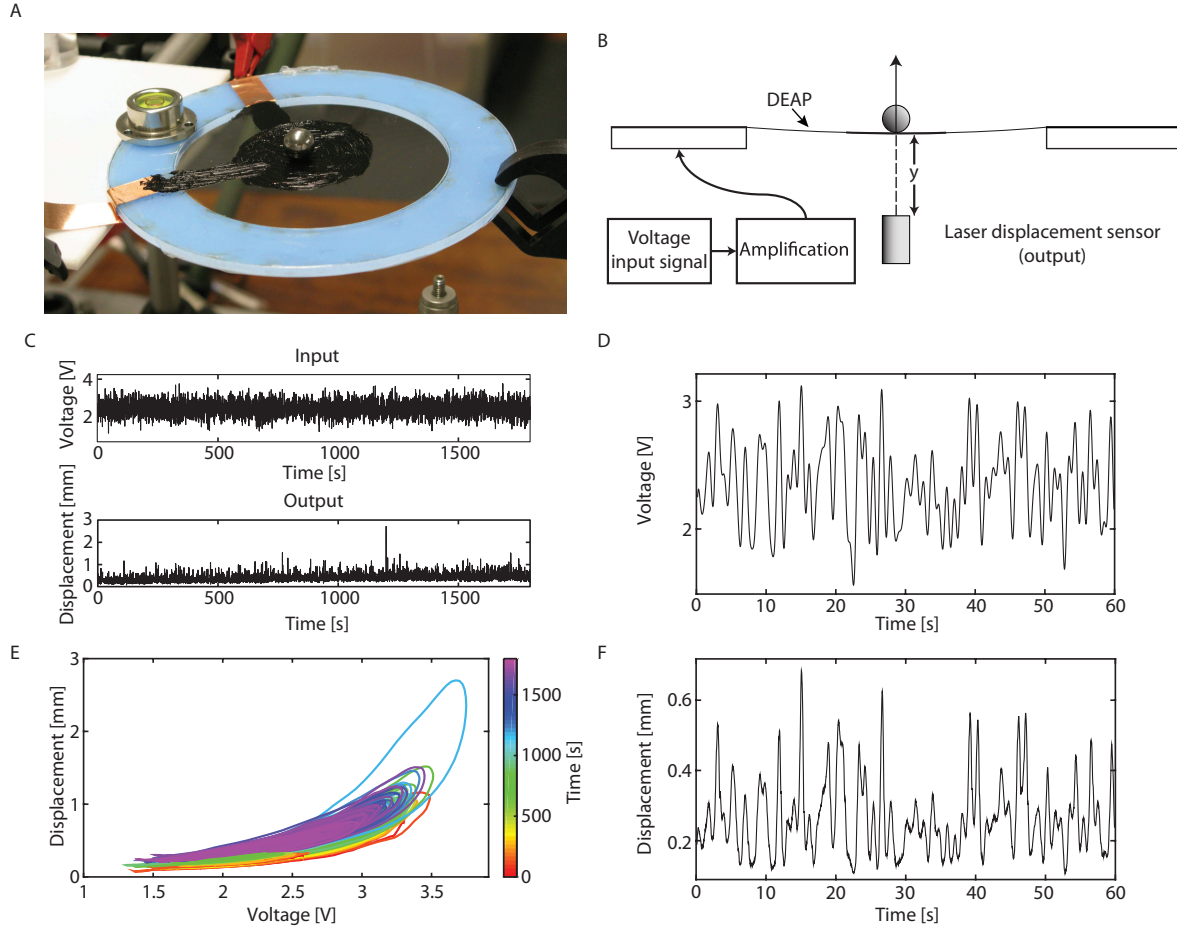 A
B
DEAP
y
Voltage
input signal
Amplification
Laser displacement sensor
(output)
C
Input
Voltage [V]
4
2
0
500
1000
1500
Time [s]
Output
Displacement [mm]
3
2
1
0
0
500
1000
1500
Time [s]
D
Voltage [V]
3
2
0
10
20
30
40
50
60
Time [s]
E
Displacement [mm]
3
2
1
0
1
1.5
2
2.5
3
3.5
Voltage [V]
1500
1000
500
0
Time [s]
F
Displacement [mm]
0.6
0.4
0.2
0
10
20
30
40
50
60
Time [s]